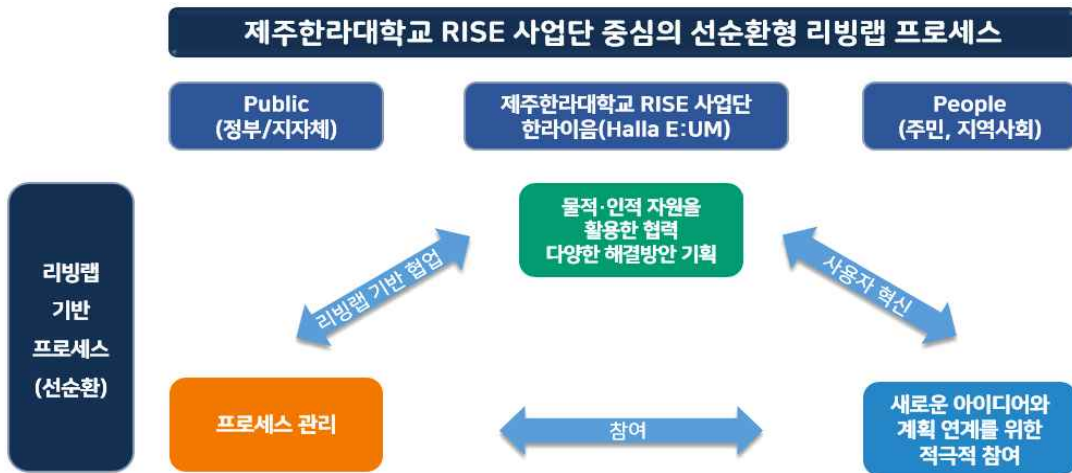 제주한라대학교 RISE 사업단 중심의 선순환형 리빙랩 프로세스
Public
(정부/지자체)
제주한라대학교 RISE 사업단
한라이음(Halla E:UM)
People
(주민, 지역사회)
리빙랩
기반
프로세스
(선순환)
물적·인적 자원을
활용한 협력
다양한 해결방안 기획
리빙랩 기반 협업
사용자 혁신
프로세스 관리
참여
새로운 아이디어와
계획 연계를 위한
적극적 참여